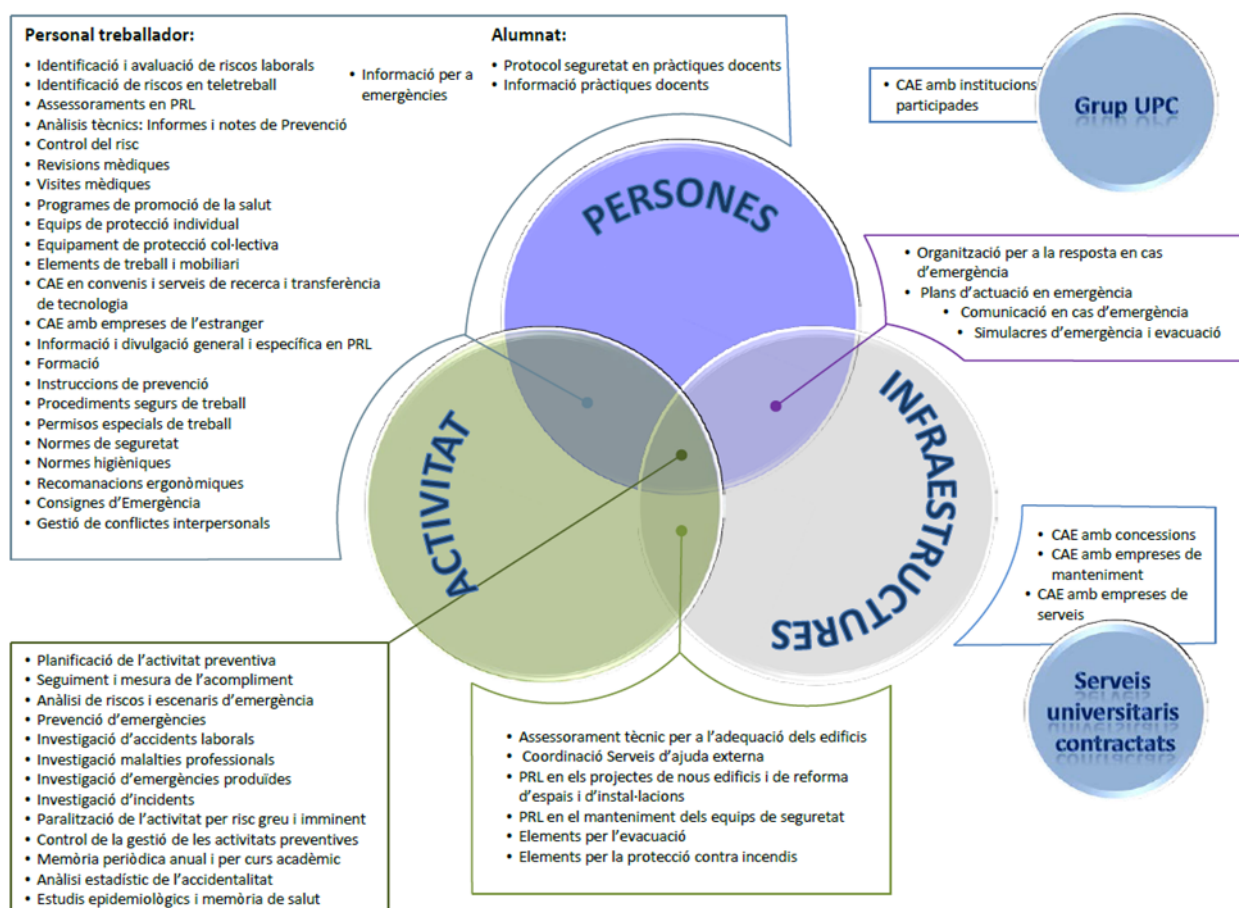 Personal treballador:
• Identificació i avaluació de riscos laborals
• Identificació de riscos en teletreball
• Assessoraments en PRL
• Anàlisis tècnics: Informes i notes de Prevenció
• Control del risc
• Revisions mèdiques
• Visites mèdiques
• Programes de promoció de la salut
• Equips de protecció individual
• Equipament de protecció col·lectiva
• Elements de treball i mobiliari
• CAE en convenis i serveis de recerca i transferència
de tecnologia
• CAE amb empreses de l'estranger
• Informació i divulgació general i específica en PRL
• Formació
• Instruccions de prevenció
• Procediments segurs de treball
• Permisos especials de treball
• Normes de seguretat
• Normes higièniques
• Recomanacions ergonòmiques
• Consignes d'Emergència
• Gestió de conflictes interpersonals
• Informació per a
emergències
Alumnat:
• Protocol seguretat en pràctiques docents
• Informació pràctiques docents
• CAE amb institucions
participades
Grup UPC
PERSONES
• Organització per a la resposta en cas
d'emergència
• Plans d'actuació en emergència
• Comunicació en cas d'emergència
• Simulacres d'emergència i evacuació
ACTIVITAT
INFRAESTRUCTURES
• CAE amb concessions
• CAE amb empreses de
manteniment
• CAE amb empreses de
serveis
Serveis
universitaris
contractats
• Planificació de l'activitat preventiva
• Seguiment i mesura de l'acompliment
• Anàlisi de riscos i escenaris d'emergència
• Prevenció d'emergències
• Investigació d'accidents laborals
• Investigació malalties professionals
• Investigació d'emergències produïdes
• Investigació d'incidents
• Paralització de l'activitat per risc greu i imminent
• Control de la gestió de les activitats preventives
• Memòria periòdica anual i per curs acadèmic
• Anàlisi estadístic de l'accidentalitat
• Estudis epidemiològics i memòria de salut
• Assessorament tècnic per a l'adequació dels edificis
• Coordinació Serveis d'ajuda externa
• PRL en els projectes de nous edificis i de reforma
d'espais i d'instal·lacions
• PRL en el manteniment dels equips de seguretat
• Elements per l'evacuació
• Elements per la protecció contra incendis